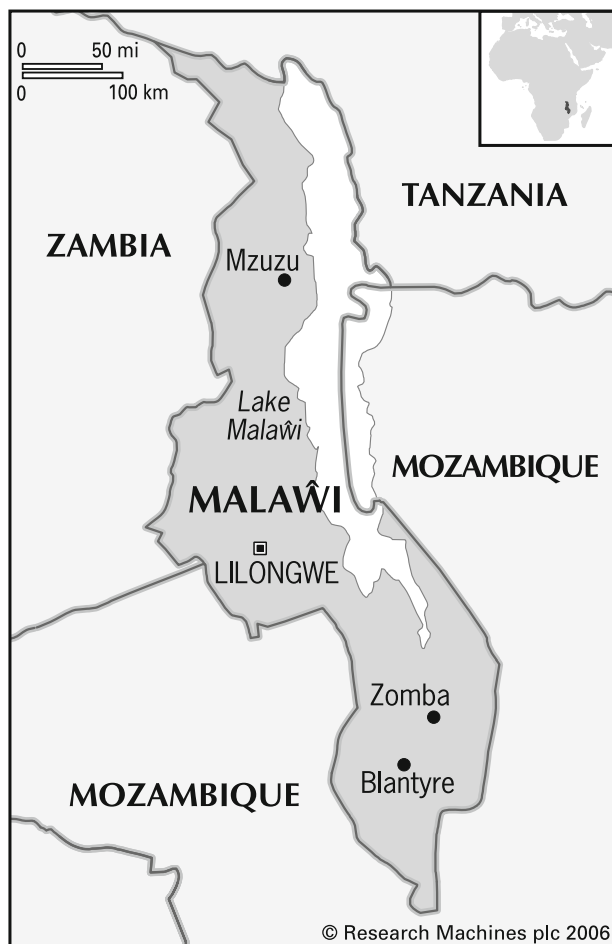 0 50 mi
0 100 km
TANZANIA
ZAMBIA
Mzuzu
Lake
Malaŵi
MOZAMBIQUE
MALAŴI
LILONGWE
Zomba
Blantyre
MOZAMBIQUE
© Research Machines plc 2006